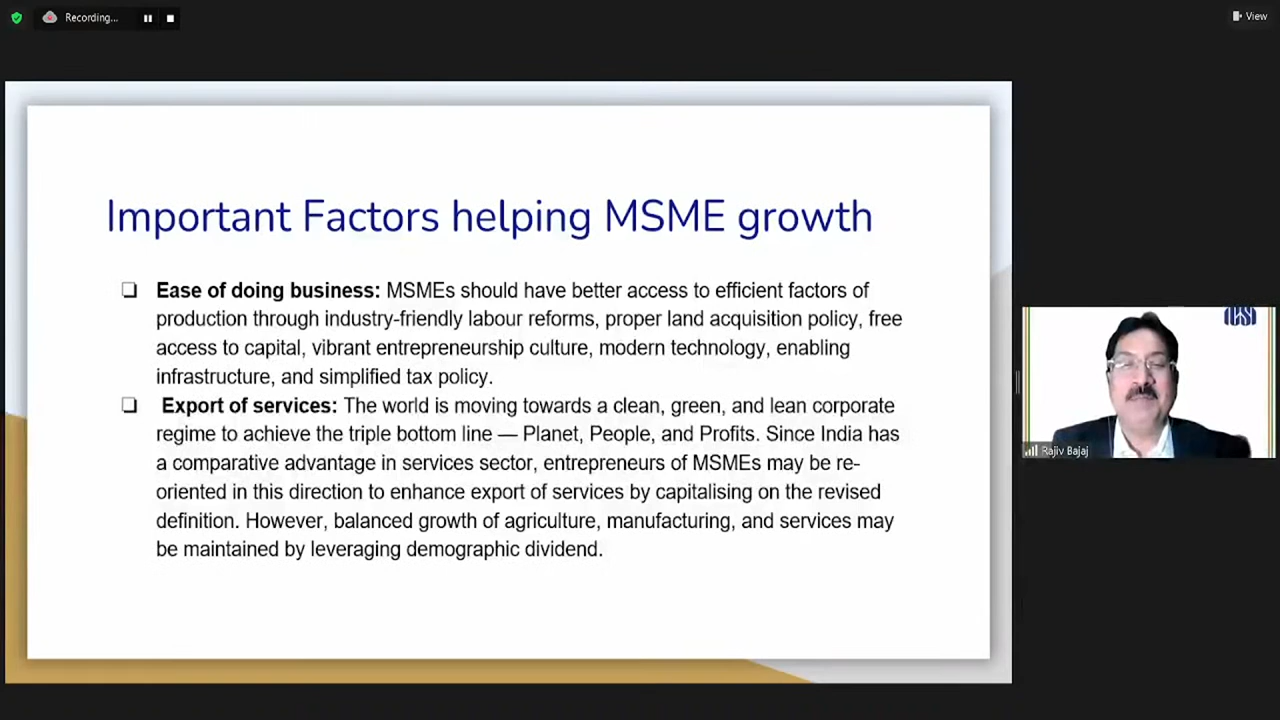 Recording...
View
Important Factors helping MSME growth
Ease of doing business: MSMEs should have better access to efficient factors of
production through industry-friendly labour reforms, proper land acquisition policy, free
access to capital, vibrant entrepreneurship culture, modern technology, enabling
infrastructure, and simplified tax policy.
Export of services: The world is moving towards a clean, green, and lean corporate
regime to achieve the triple bottom line — Planet, People, and Profits. Since India has
a comparative advantage in services sector, entrepreneurs of MSMEs may be re-
oriented in this direction to enhance export of services by capitalising on the revised
definition. However, balanced growth of agriculture, manufacturing, and services may
be maintained by leveraging demographic dividend.
Rajiv Bajaj